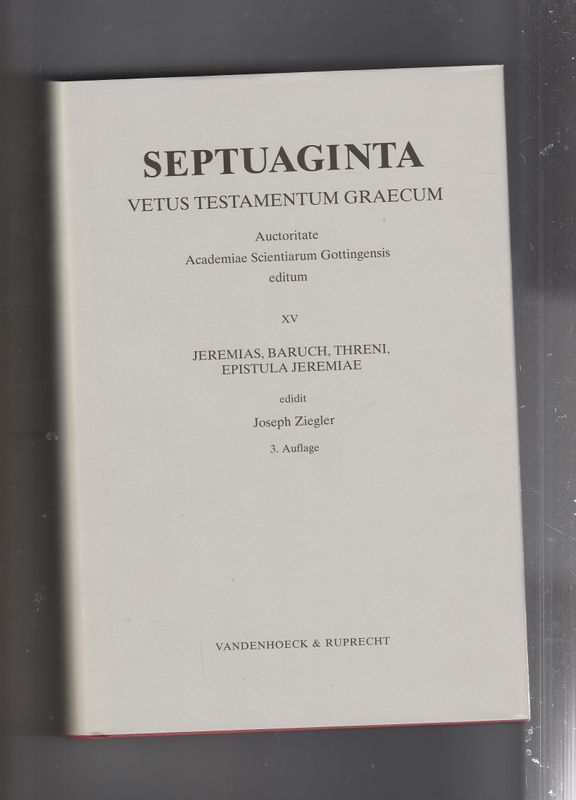 SEPTUAGINTA
VETUS TESTAMENTUM GRAECUM
Auctoritate
Academiae Scientiarum Gottingensis
editum
XV
JEREMIAS, BARUCH, THRENI,
EPISTULA JEREMIAE
edidit
Joseph Ziegler
3. Auflage
VANDENHOECK & RUPRECHT